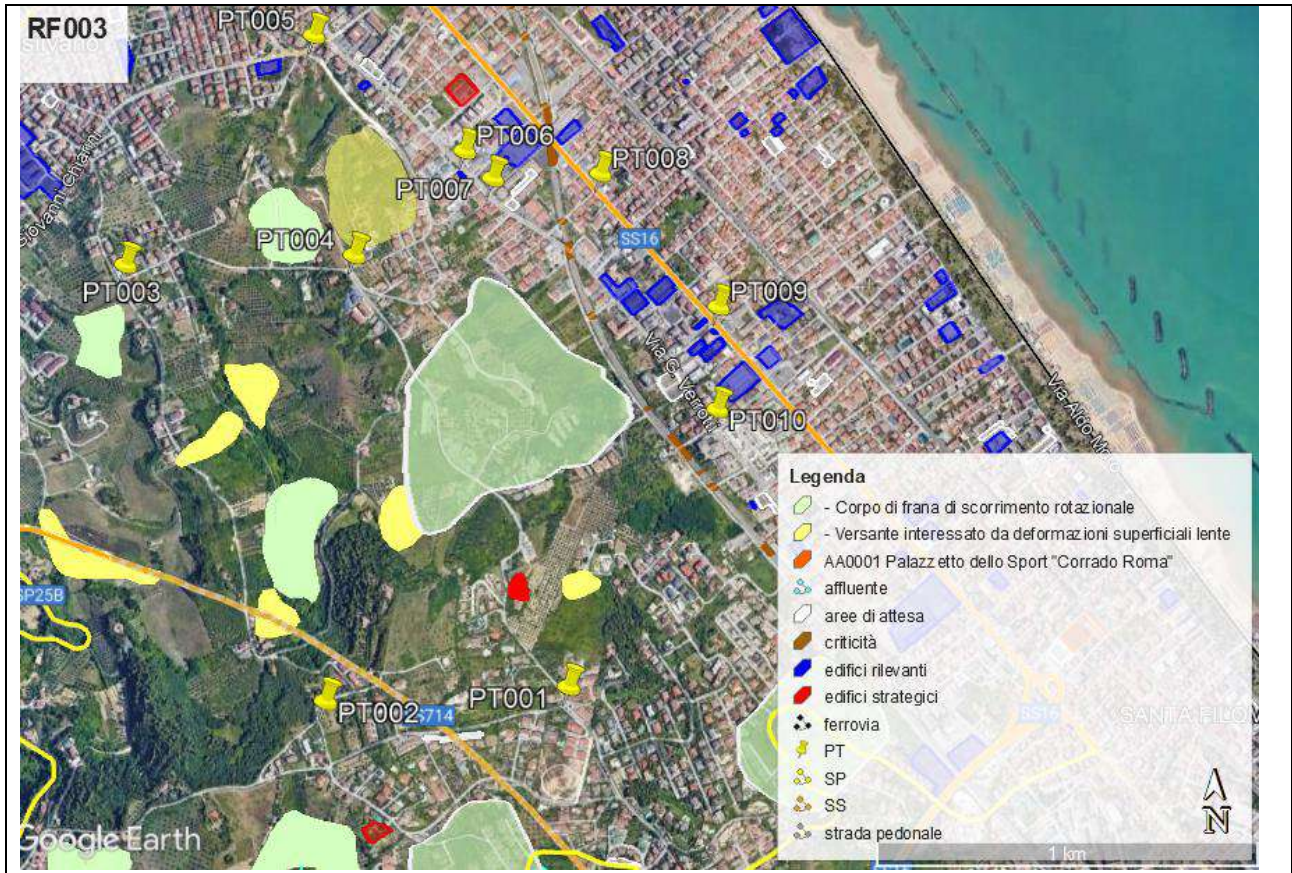 RF003
PT005
PT006
PT008
PT007
Giovanni Chiarini
PT004
SS16
PT003
PT009
Via G. Verrotti
PT010
Via Aldo Moro
Legenda
- Corpo di frana di scorrimento rotazionale
- Versante interessato da deformazioni superficiali lente
AA0001 Palazzetto dello Sport "Corrado Roma"
affluente
aree di attesa
criticità
edifici rilevanti
edifici strategici
ferrovia
PT
SP
SS
strada pedonale
SP25B
PT001
PT002
SS714
SS16
Google Earth
N
1 km